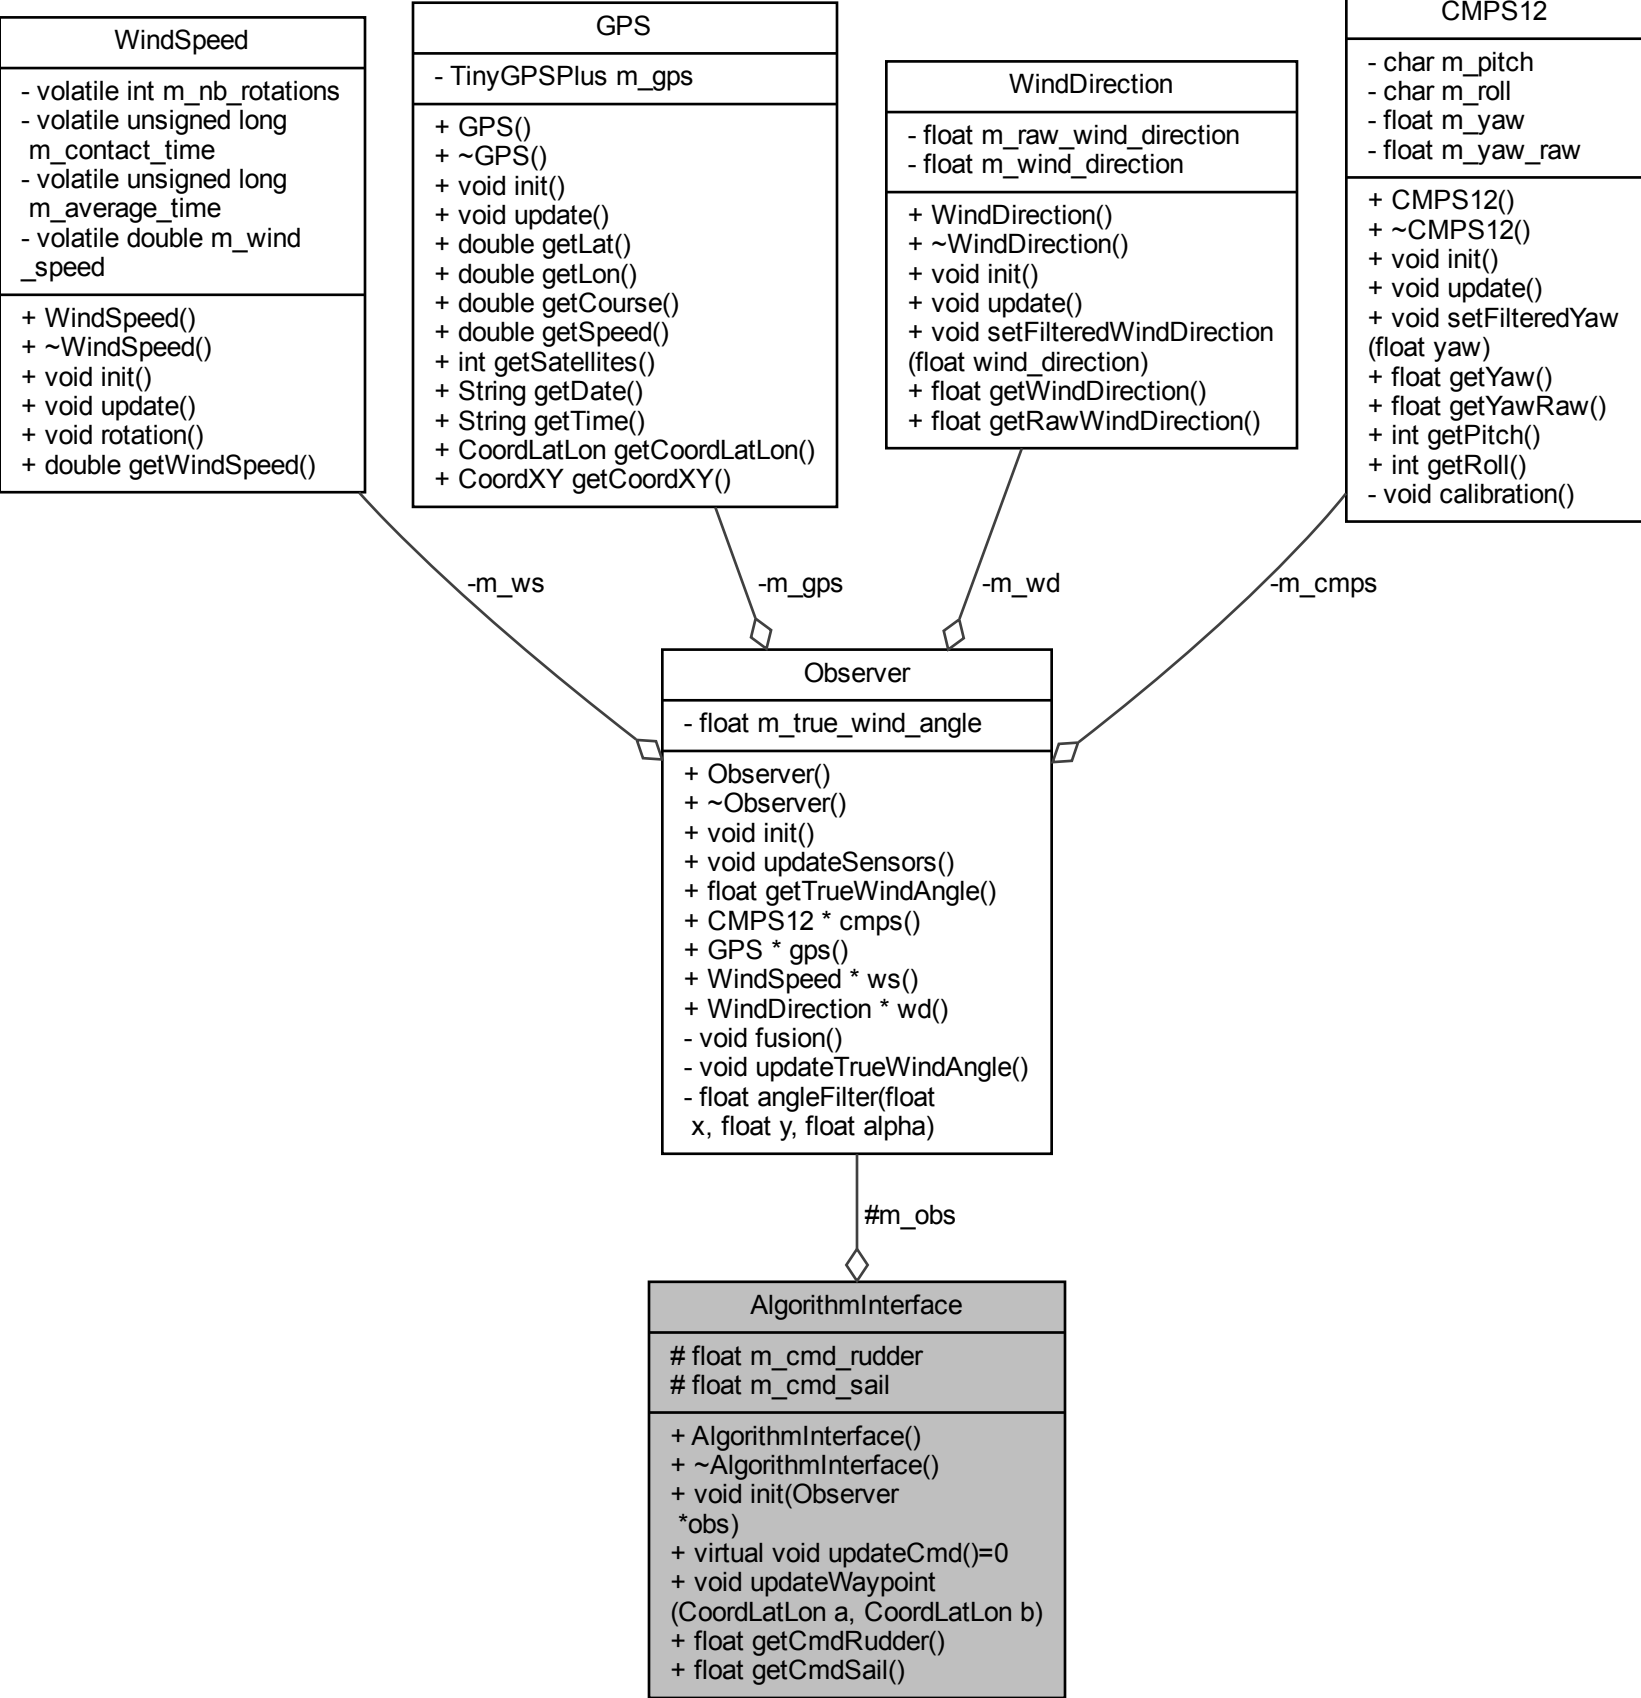 WindSpeed
- volatile int m_nb_rotations
- volatile unsigned long
m_contact_time
- volatile unsigned long
m_average_time
- volatile double m_wind
_speed
+ WindSpeed()
+ ~WindSpeed()
+ void init()
+ void update()
+ void rotation()
+ double getWindSpeed()
GPS
- TinyGPSPlus m_gps
+ GPS()
+ ~GPS()
+ void init()
+ void update()
+ double getLat()
+ double getLon()
+ double getCourse()
+ double getSpeed()
+ int getSatellites()
+ String getDate()
+ String getTime()
+ CoordLatLon getCoordLatLon()
+ CoordXY getCoordXY()
WindDirection
- float m_raw_wind_direction
- float m_wind_direction
+ WindDirection()
+ ~WindDirection()
+ void init()
+ void update()
+ void setFilteredWindDirection
(float wind_direction)
+ float getWindDirection()
+ float getRawWindDirection()
CMPS12
- char m_pitch
- char m_roll
- float m_yaw
- float m_yaw_raw
+ CMPS12()
+ ~CMPS12()
+ void init()
+ void update()
+ void setFilteredYaw
(float yaw)
+ float getYaw()
+ float getYawRaw()
+ int getPitch()
+ int getRoll()
- void calibration()
-m_ws
-m_gps
-m_wd
-m_cmps
Observer
- float m_true_wind_angle
+ Observer()
+ ~Observer()
+ void init()
+ void updateSensors()
+ float getTrueWindAngle()
+ CMPS12 * cmps()
+ GPS * gps()
+ WindSpeed * ws()
+ WindDirection * wd()
- void fusion()
- void updateTrueWindAngle()
- float angleFilter(float
x, float y, float alpha)
#m_obs
AlgorithmInterface
# float m_cmd_rudder
# float m_cmd_sail
+ AlgorithmInterface()
+ ~AlgorithmInterface()
+ void init(Observer
*obs)
+ virtual void updateCmd()=0
+ void updateWaypoint
(CoordLatLon a, CoordLatLon b)
+ float getCmdRudder()
+ float getCmdSail()